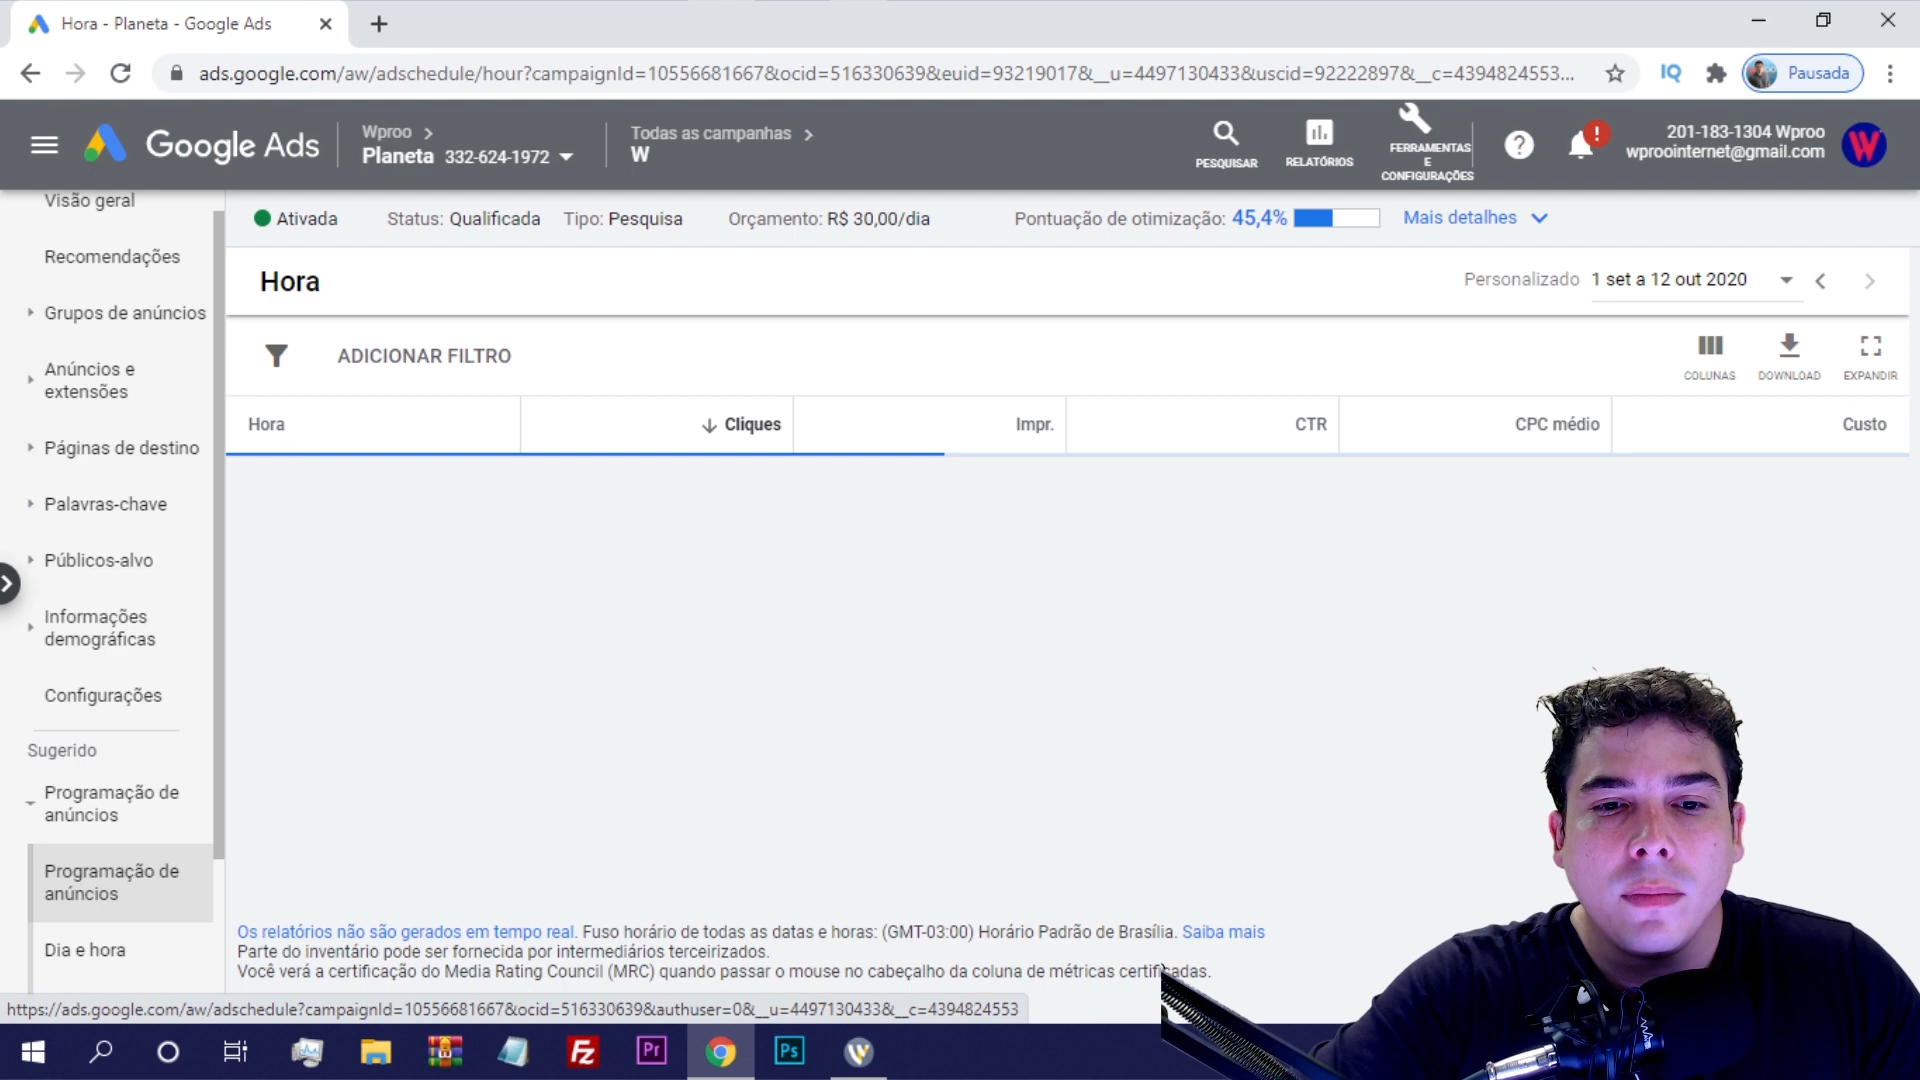 Hora - Planeta - Google Ads
ads.google.com/aw/adschedule/hour?campaignId=10556681667&ocid=516330639&euid=93219017&__u=4497130433&uscid=92222897&__c=4394824553...
IQ
Pausada
Google Ads
Wproo
Planeta 332-624-1972
Todas as campanhas
W
PESQUISAR
RELATÓRIOS
FERRAMENTAS
E
CONFIGURAÇÕES
201-183-1304 Wproo
wproointernet@gmail.com
W
Visão geral
Recomendações
Grupos de anúncios
Anúncios e
extensões
Páginas de destino
Palavras-chave
Públicos-alvo
Informações
demográficas
Configurações
Sugerido
Programação de
anúncios
Programação de
anúncios
Dia e hora
Ativada Status: Qualificada Tipo: Pesquisa Orçamento: R$ 30,00/dia Pontuação de otimização: 45,4% Mais detalhes
Hora
Personalizado 1 set a 12 out 2020
ADICIONAR FILTRO
COLUNAS DOWNLOAD EXPANDIR
Hora Cliques Impr. CTR CPC médio Custo
Os relatórios não são gerados em tempo real. Fuso horário de todas as datas e horas: (GMT-03:00) Horário Padrão de Brasília. Saiba mais
Parte do inventário pode ser fornecida por intermediários terceirizados.
Você verá a certificação do Media Rating Council (MRC) quando passar o mouse no cabeçalho da coluna de métricas certificadas.
https://ads.google.com/aw/adschedule?campaignId=10556681667&ocid=516330639&authuser=0&__u=4497130433&__c=4394824553
Fz
Pr
Ps